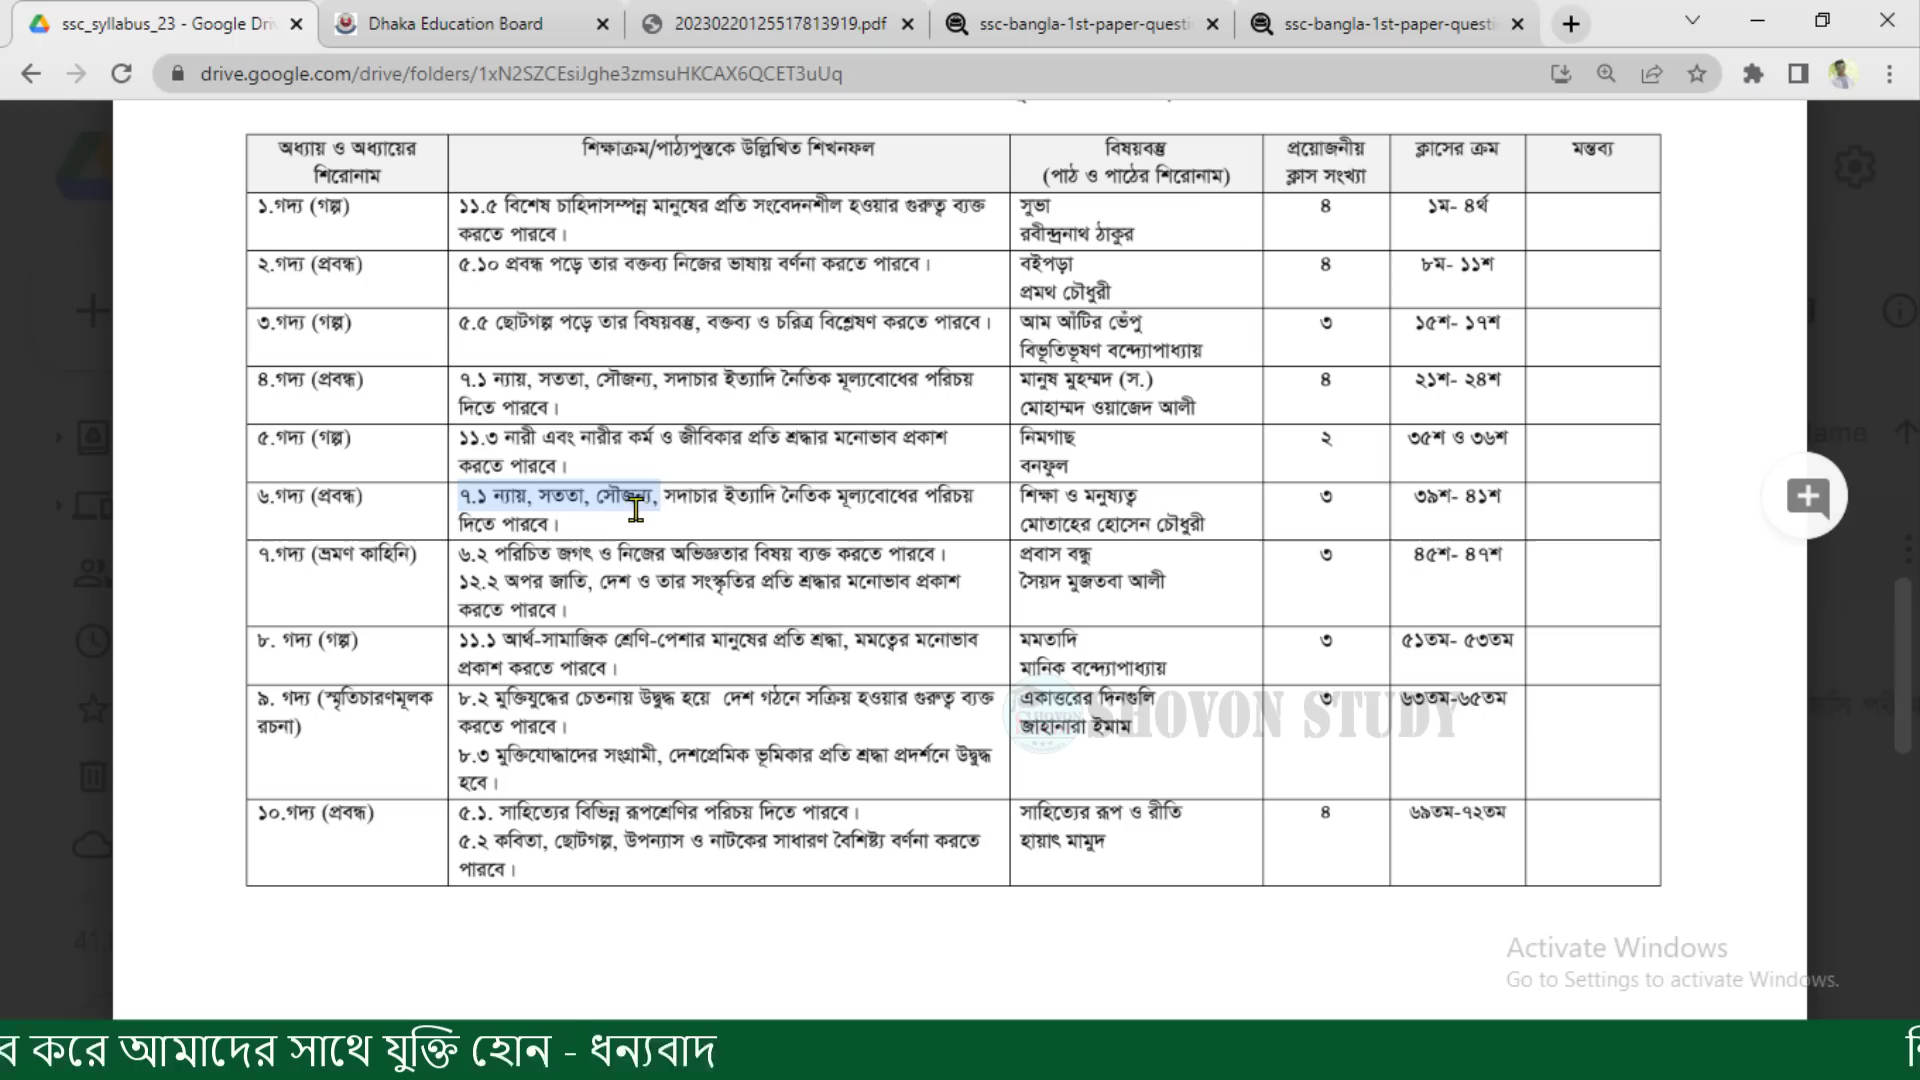 ssc_syllabus_23 - Google Dri
Dhaka Education Board
20230220125517813919.pdf
ssc-bangla-1st-paper-questi
ssc-bangla-1st-paper-questi
drive.google.com/drive/folders/1xN2SZCEsiJghe3zmsuHKCAX6QCET3uUq
অধ্যায় ও অধ্যায়ের
শিরোনাম
শিক্ষাক্রম/পাঠ্যপুস্তকে উল্লিখিত শিখনফল
বিষয়বস্তু
(পাঠ ও পাঠের শিরোনাম)
প্রয়োজনীয়
ক্লাস সংখ্যা
ক্লাসের ক্রম
মন্তব্য
১.গদ্য (গল্প)
১১.৫ বিশেষ চাহিদাসম্পন্ন মানুষের প্রতি সংবেদনশীল হওয়ার গুরুত্ব ব্যক্ত
করতে পারবে।
সুভা
রবীন্দ্রনাথ ঠাকুর
৪
১ম- ৪র্থ
২.গদ্য (প্রবন্ধ)
৫.১০ প্রবন্ধ পড়ে তার বক্তব্য নিজের ভাষায় বর্ণনা করতে পারবে।
বইপড়া
প্রমথ চৌধুরী
৪
৮ম- ১১শ
৩.গদ্য (গল্প)
৫.৫ ছোটগল্প পড়ে তার বিষয়বস্তু, বক্তব্য ও চরিত্র বিশ্লেষণ করতে পারবে।
আম আঁটির ভেঁপু
বিভূতিভূষণ বন্দ্যোপাধ্যায়
৩
১৫শ- ১৭শ
৪.গদ্য (প্রবন্ধ)
৭.১ ন্যায়, সততা, সৌজন্য, সদাচার ইত্যাদি নৈতিক মূল্যবোধের পরিচয়
দিতে পারবে।
মানুষ মুহম্মদ (স.)
মোহাম্মদ ওয়াজেদ আলী
৪
২১শ- ২৪শ
৫.গদ্য (গল্প)
১১.৩ নারী এবং নারীর কর্ম ও জীবিকার প্রতি শ্রদ্ধার মনোভাব প্রকাশ
করতে পারবে।
নিমগাছ
বনফুল
২
৩৫শ ও ৩৬শ
৬.গদ্য (প্রবন্ধ)
৭.১ ন্যায়, সততা, সৌজন্য, সদাচার ইত্যাদি নৈতিক মূল্যবোধের পরিচয়
দিতে পারবে।
শিক্ষা ও মনুষ্যত্ব
মোতাহের হোসেন চৌধুরী
৩
৩৯শ- ৪১শ
৭.গদ্য (ভ্রমণ কাহিনি)
৬.২ পরিচিত জগৎ ও নিজের অভিজ্ঞতার বিষয় ব্যক্ত করতে পারবে।
১২.২ অপর জাতি, দেশ ও তার সংস্কৃতির প্রতি শ্রদ্ধার মনোভাব প্রকাশ
করতে পারবে।
প্রবাস বন্ধু
সৈয়দ মুজতবা আলী
৩
৪৫শ- ৪৭শ
৮. গদ্য (গল্প)
১১.১ আর্থ-সামাজিক শ্রেণি-পেশার মানুষের প্রতি শ্রদ্ধা, মমত্বের মনোভাব
প্রকাশ করতে পারবে।
মমতাদি
মানিক বন্দ্যোপাধ্যায়
৩
৫১তম- ৫৩তম
৯. গদ্য (স্মৃতিচারণমূলক
রচনা)
৮.২ মুক্তিযুদ্ধের চেতনায় উদ্বুদ্ধ হয়ে দেশ গঠনে সক্রিয় হওয়ার গুরুত্ব ব্যক্ত
করতে পারবে।
৮.৩ মুক্তিযোদ্ধাদের সংগ্রামী, দেশপ্রেমিক ভূমিকার প্রতি শ্রদ্ধা প্রদর্শনে উদ্বুদ্ধ
হবে।
একাত্তরের দিনগুলি
জাহানারা ইমাম
৩
৬৩তম-৬৫তম
SHOVON STUDY
১০.গদ্য (প্রবন্ধ)
৫.১. সাহিত্যের বিভিন্ন রূপশ্রেণির পরিচয় দিতে পারবে।
৫.২ কবিতা, ছোটগল্প, উপন্যাস ও নাটকের সাধারণ বৈশিষ্ট্য বর্ণনা করতে
পারবে।
সাহিত্যের রূপ ও রীতি
হায়াৎ মামুদ
৪
৬৯তম-৭২তম
Activate Windows
Go to Settings to activate Windows.
ব করে আমাদের সাথে যুক্তি হোন - ধন্যবাদ